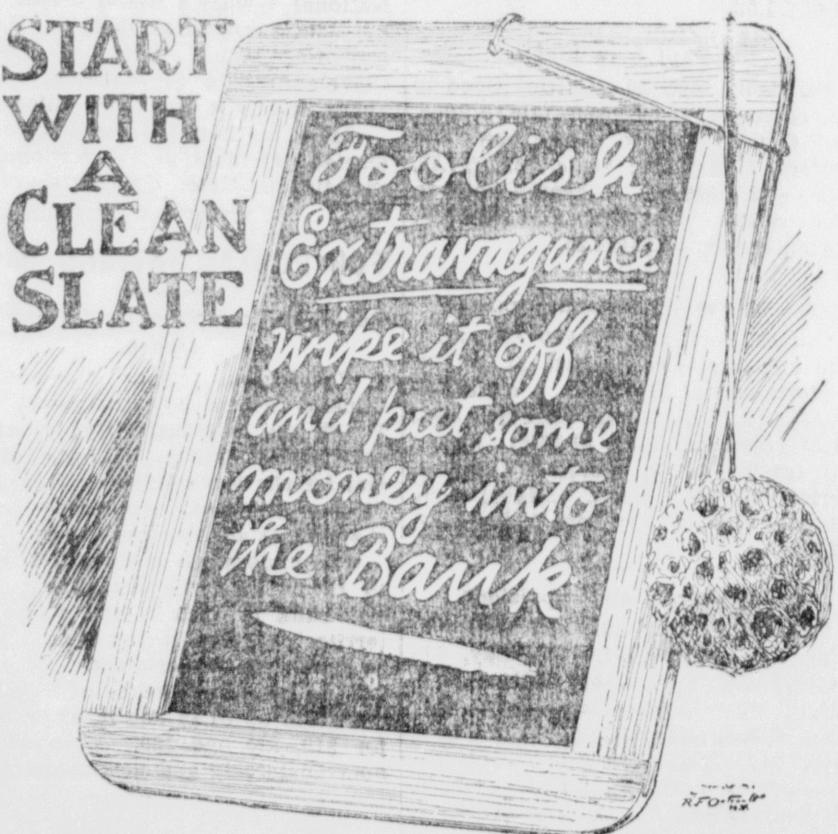 START
WITH
A
CLEAN
SLATE
Foolish
Extravagance
wipe it off
and put some
money into
the Bank